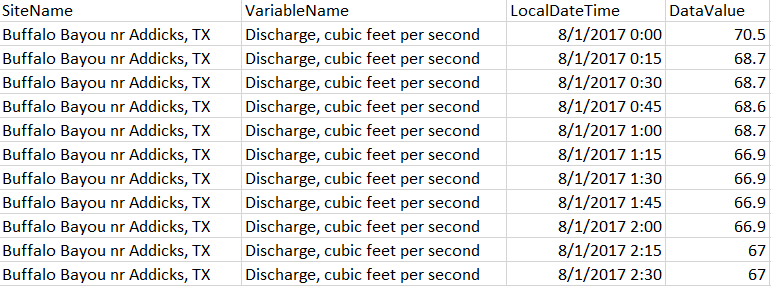 SiteName VariableName LocalDateTime DataValue
Buffalo Bayou nr Addicks, TX Discharge, cubic feet per second 8/1/2017 0:00 70.5
Buffalo Bayou nr Addicks, TX Discharge, cubic feet per second 8/1/2017 0:15 68.7
Buffalo Bayou nr Addicks, TX Discharge, cubic feet per second 8/1/2017 0:30 68.7
Buffalo Bayou nr Addicks, TX Discharge, cubic feet per second 8/1/2017 0:45 68.6
Buffalo Bayou nr Addicks, TX Discharge, cubic feet per second 8/1/2017 1:00 68.7
Buffalo Bayou nr Addicks, TX Discharge, cubic feet per second 8/1/2017 1:15 66.9
Buffalo Bayou nr Addicks, TX Discharge, cubic feet per second 8/1/2017 1:30 66.9
Buffalo Bayou nr Addicks, TX Discharge, cubic feet per second 8/1/2017 1:45 66.9
Buffalo Bayou nr Addicks, TX Discharge, cubic feet per second 8/1/2017 2:00 66.9
Buffalo Bayou nr Addicks, TX Discharge, cubic feet per second 8/1/2017 2:15 67
Buffalo Bayou nr Addicks, TX Discharge, cubic feet per second 8/1/2017 2:30 67